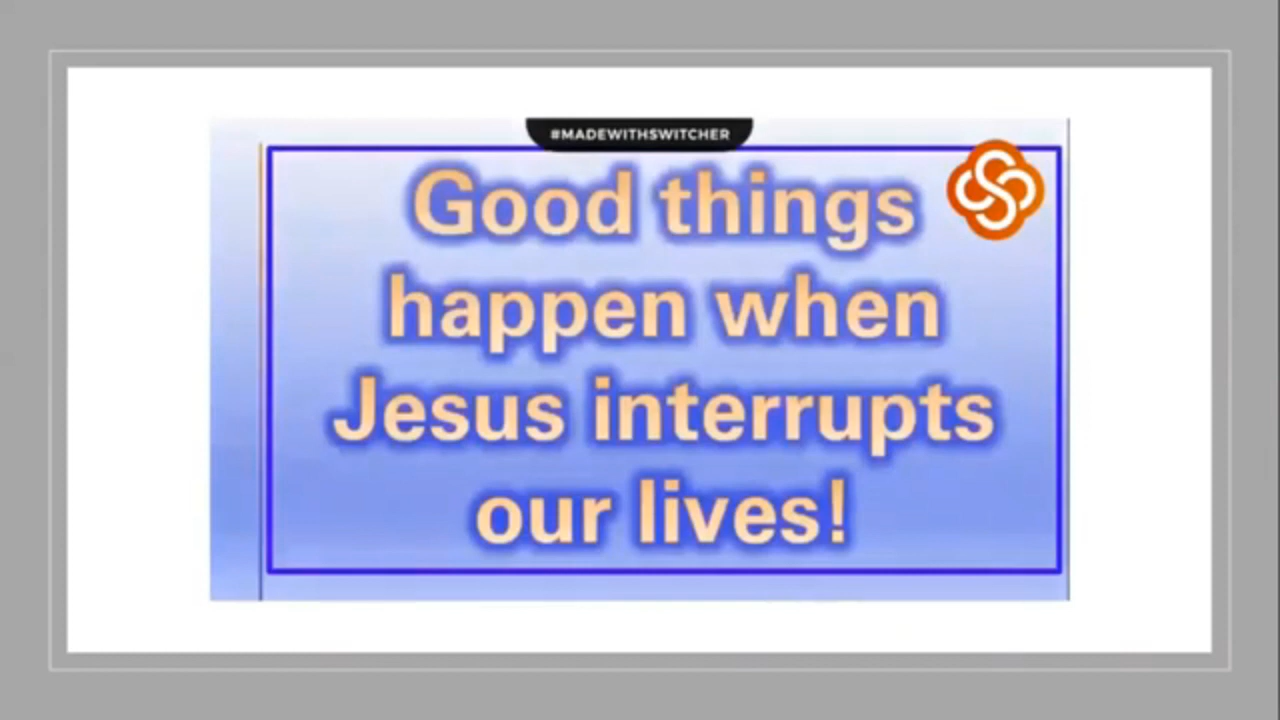 #MADEWITHSWITCHER
Good things
happen when
Jesus interrupts
our lives!